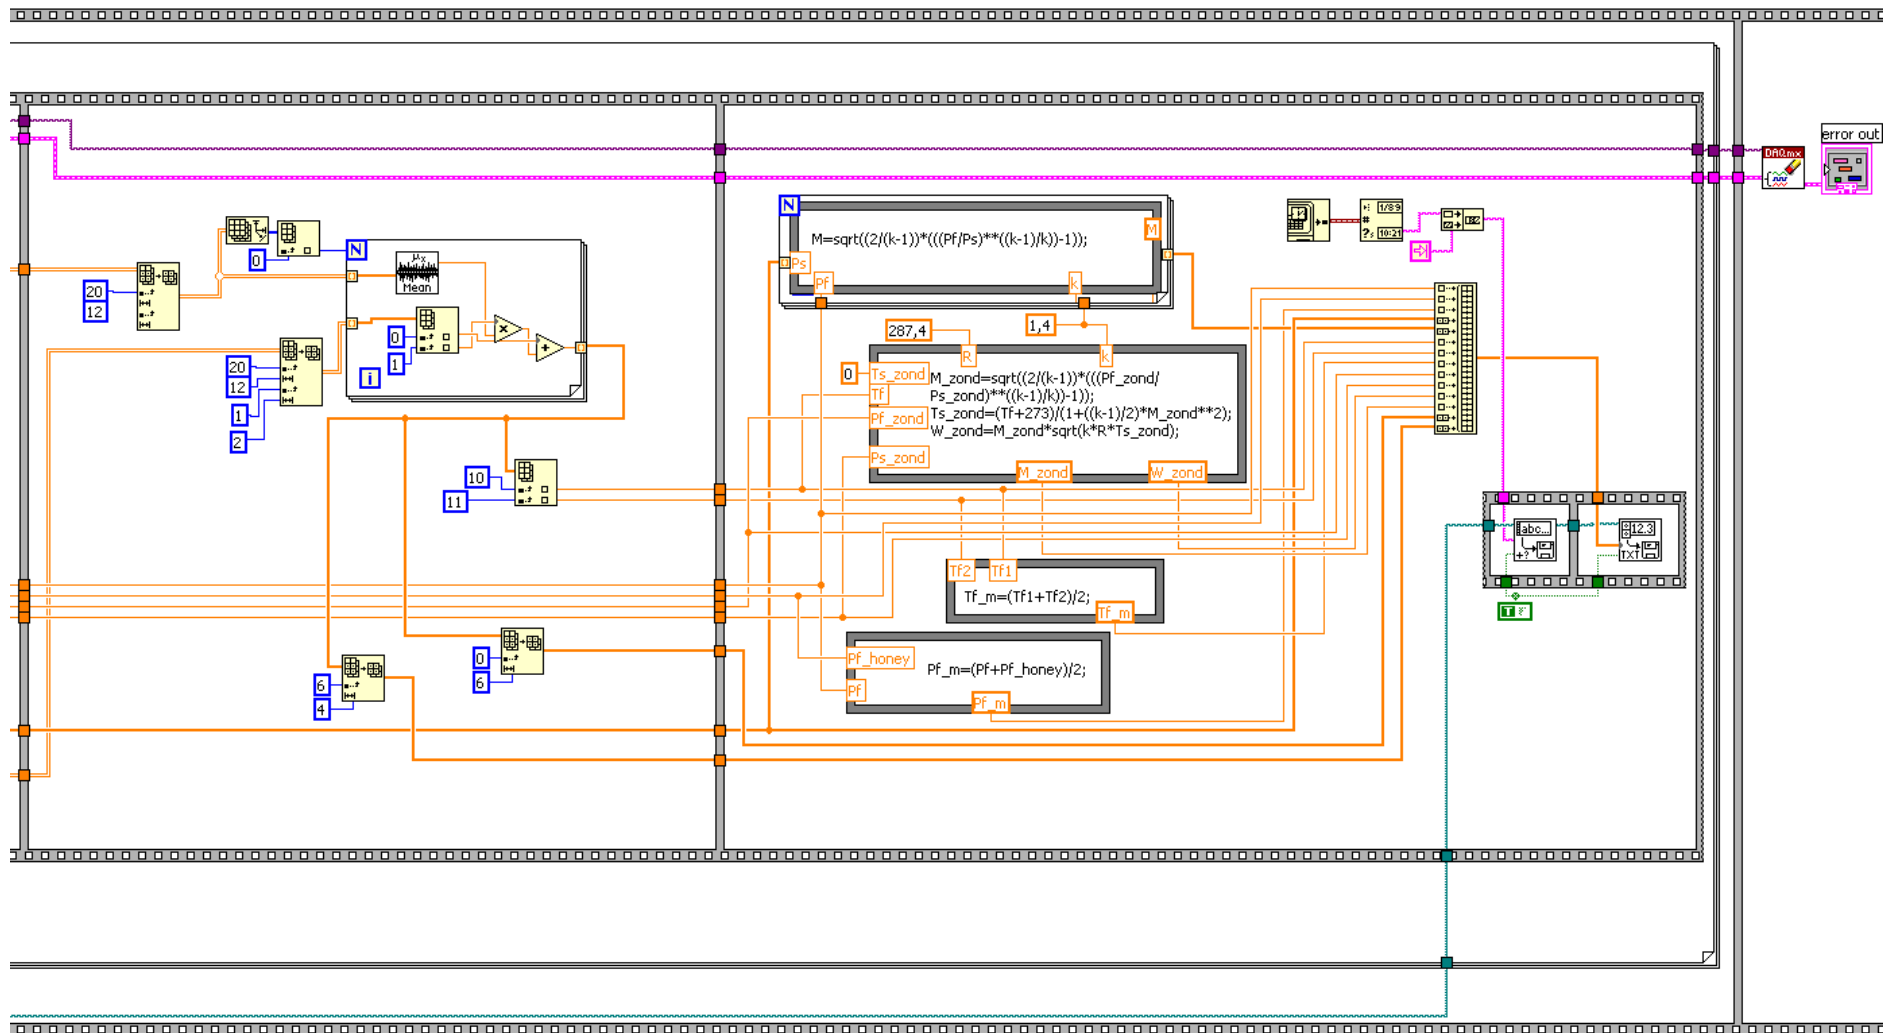 error out
DAQmx
N
M=sqrt((2/(k-1))*(((Pf/Ps)**((k-1)/k))-1));
M
Ps
Pf
k
1/89
#
?
10:21
0
N
μx
Mean
20
12
0
1
i
20
12
1
2
287,4
1,4
R
k
0
Ts_zond
Tf
Pf_zond
Ps_zond
M_zond=sqrt((2/(k-1))*(((Pf_zond/
Ps_zond)**((k-1)/k))-1));
Ts_zond=(Tf+273)/(1+((k-1)/2)*M_zond**2);
W_zond=M_zond*sqrt(k*R*Ts_zond);
M_zond
W_zond
10
11
abc...
+?
12.3
TXT
T
Tf2
Tf1
Tf_m=(Tf1+Tf2)/2;
Tf_m
0
6
6
4
Pf_honey
Pf
Pf_m=(Pf+Pf_honey)/2;
Pf_m